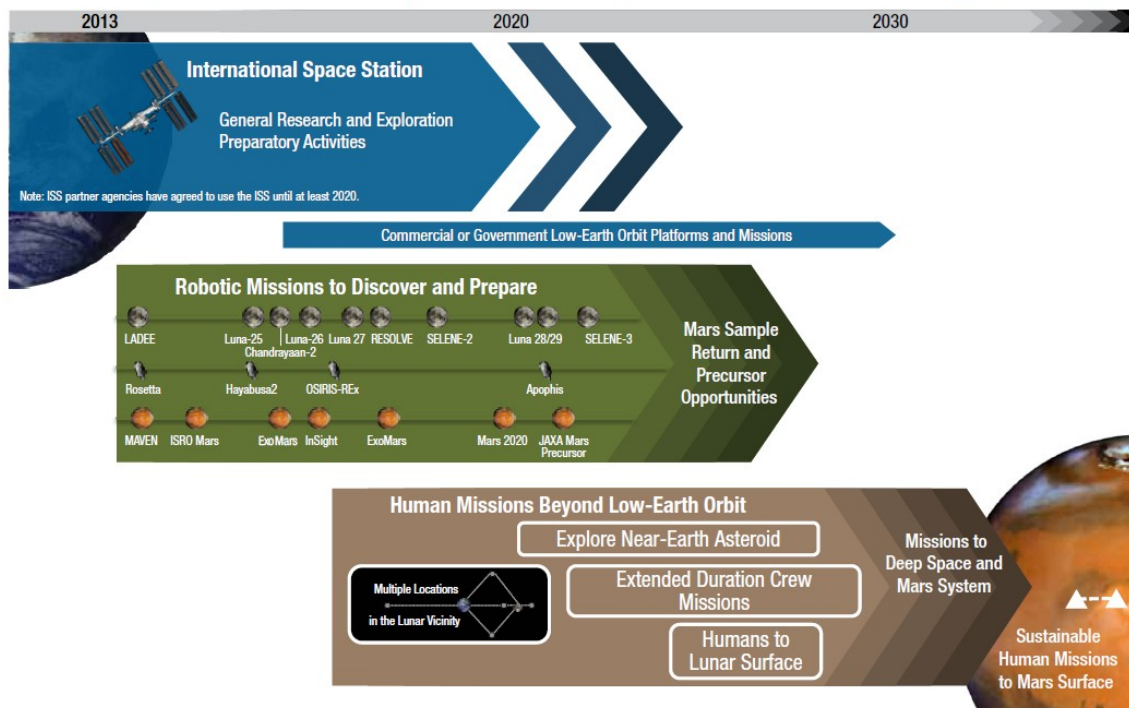 2013 2020 2030
International Space Station
General Research and Exploration
Preparatory Activities
Note: ISS partner agencies have agreed to use the ISS until at least 2020.
Commercial or Government Low-Earth Orbit Platforms and Missions
Robotic Missions to Discover and Prepare
LADEE Luna-25 Luna-26 Luna 27 RESOLVE SELENE-2 Luna 28/29 SELENE-3
Chandrayaan-2
Rosetta Hayabusa2 OSIRIS-REx Apophis
MAVEN ISRO Mars ExoMars InSight ExoMars Mars 2020 JAXA Mars
Precursor
Mars Sample
Return and
Precursor
Opportunities
Human Missions Beyond Low-Earth Orbit
Explore Near-Earth Asteroid
Multiple Locations
in the Lunar Vicinity
Extended Duration Crew
Missions
Humans to
Lunar Surface
Missions to
Deep Space and
Mars System
Sustainable
Human Missions
to Mars Surface